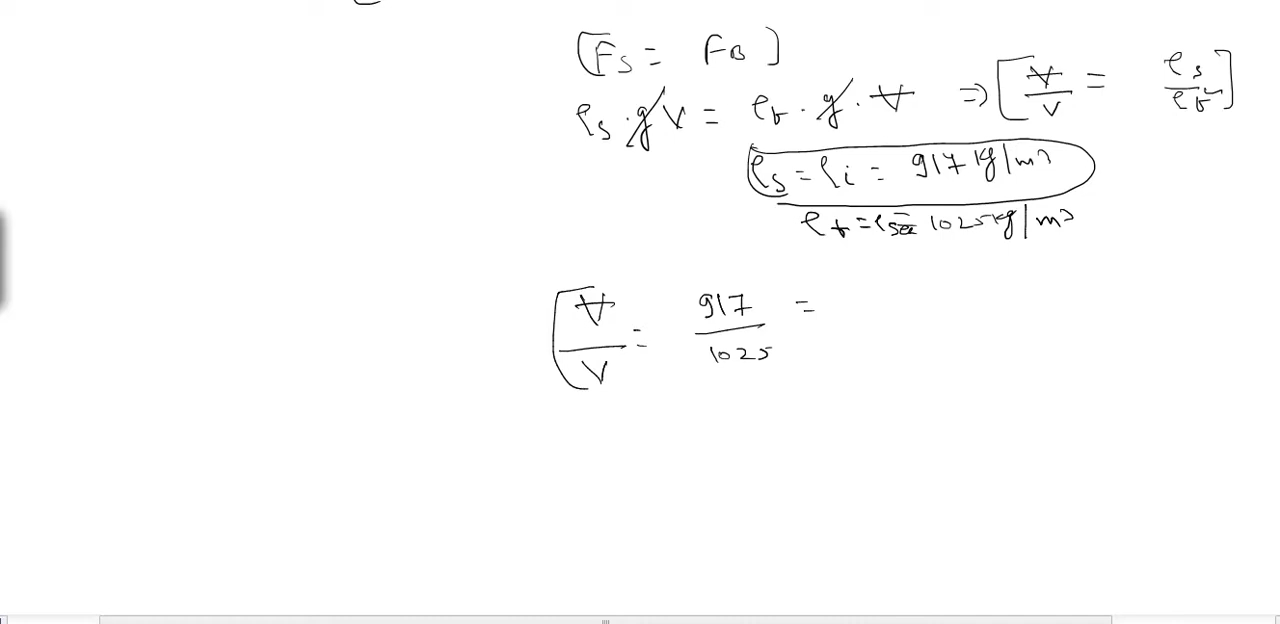 [Fs = FB]
ρs · g V = ρf · g · V̶ ⇒ [V̶/V = ρs/ρf]
ρs = ρi = 917 kg/m³
ρf = ρsea 1025 kg/m³
[V̶/V = 917/1025 =